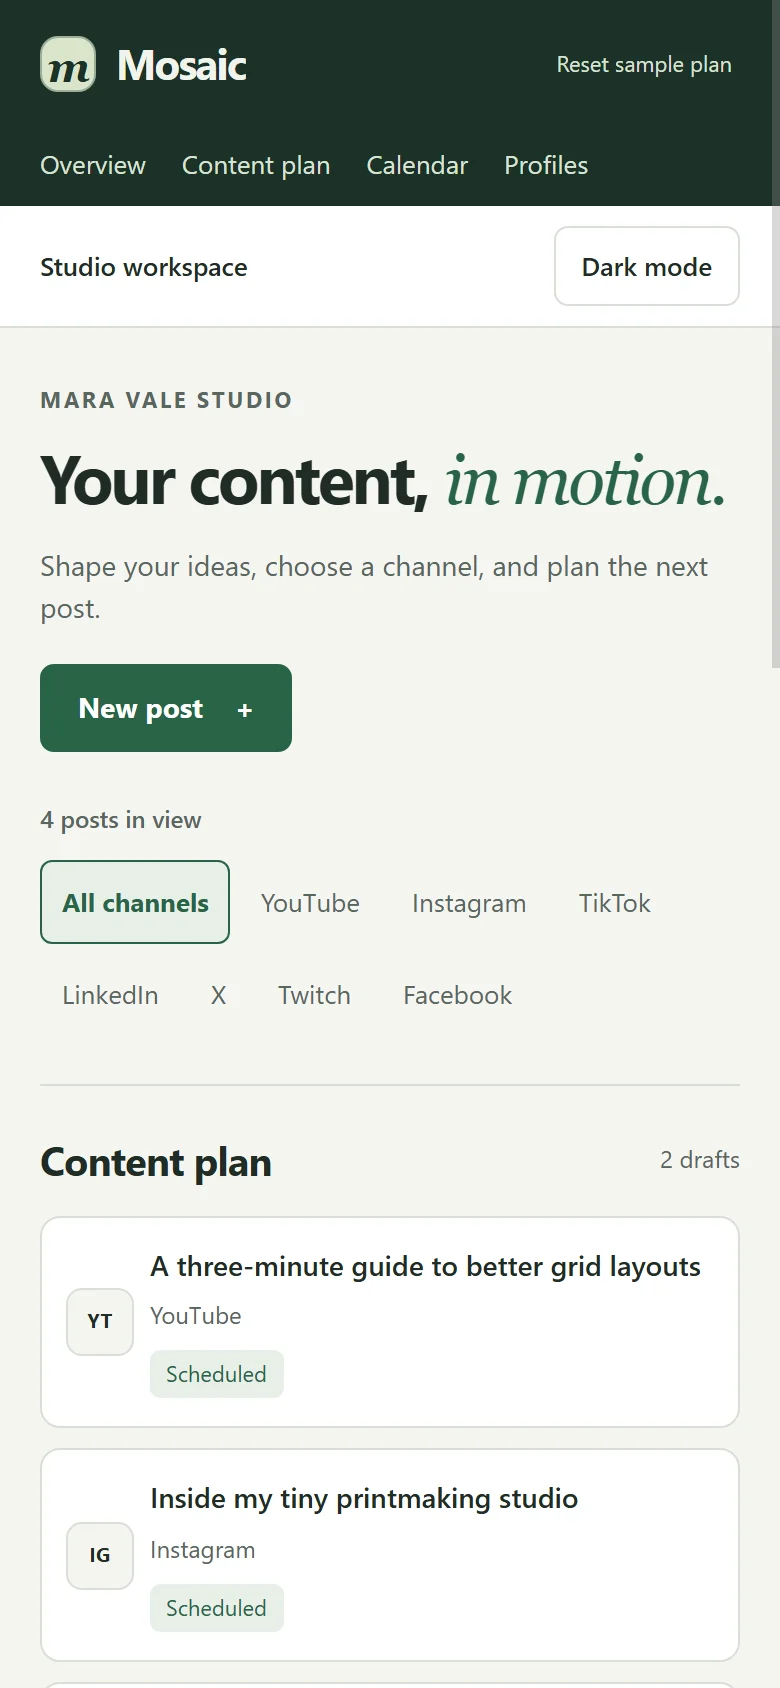 m Mosaic
Reset sample plan
Overview Content plan Calendar Profiles
Studio workspace
Dark mode
MARA VALE STUDIO
Your content, in motion.
Shape your ideas, choose a channel, and plan the next
post.
New post +
4 posts in view
All channels YouTube Instagram TikTok
LinkedIn X Twitch Facebook
Content plan
2 drafts
A three-minute guide to better grid layouts
YT
YouTube
Scheduled
Inside my tiny printmaking studio
IG
Instagram
Scheduled